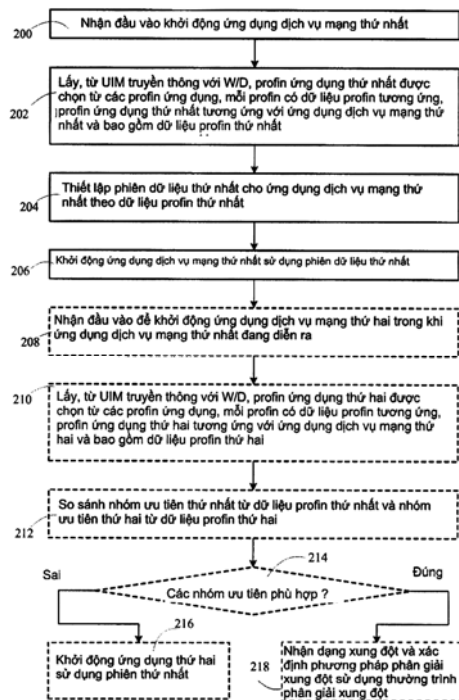 200
Nhận đầu vào khởi động ứng dụng dịch vụ mạng thứ nhất
202
Lấy, từ UIM truyền thông với W/D, profin ứng dụng thứ nhất được
chọn từ các profin ứng dụng, mỗi profin có dữ liệu profin tương ứng,
profin ứng dụng thứ nhất tương ứng với ứng dụng dịch vụ mạng thứ
nhất và bao gồm dữ liệu profin thứ nhất
204
Thiết lập phiên dữ liệu thứ nhất cho ứng dụng dịch vụ mạng thứ
nhất theo dữ liệu profin thứ nhất
206
Khởi động ứng dụng dịch vụ mạng thứ nhất sử dụng phiên dữ liệu thứ nhất
208
Nhận đầu vào để khởi động ứng dụng dịch vụ mạng thứ hai trong khi
ứng dụng dịch vụ mạng thứ nhất đang diễn ra
210
Lấy, từ UIM truyền thông với W/D, profin ứng dụng thứ hai được
chọn từ các profin ứng dụng, mỗi profin có dữ liệu profin tương ứng,
profin ứng dụng thứ hai tương ứng với ứng dụng dịch vụ mạng thứ
hai và bao gồm dữ liệu profin thứ hai
212
So sánh nhóm ưu tiên thứ nhất từ dữ liệu profin thứ nhất và nhóm
ưu tiên thứ hai từ dữ liệu profin thứ hai
214
Sai
Đúng
Các nhóm ưu tiên phù hợp ?
216
Khởi động ứng dụng thứ hai
sử dụng phiên thứ nhất
218
Nhận dạng xung đột và xác
định phương pháp phân giải
xung đột sử dụng thường trình
phân giải xung đột